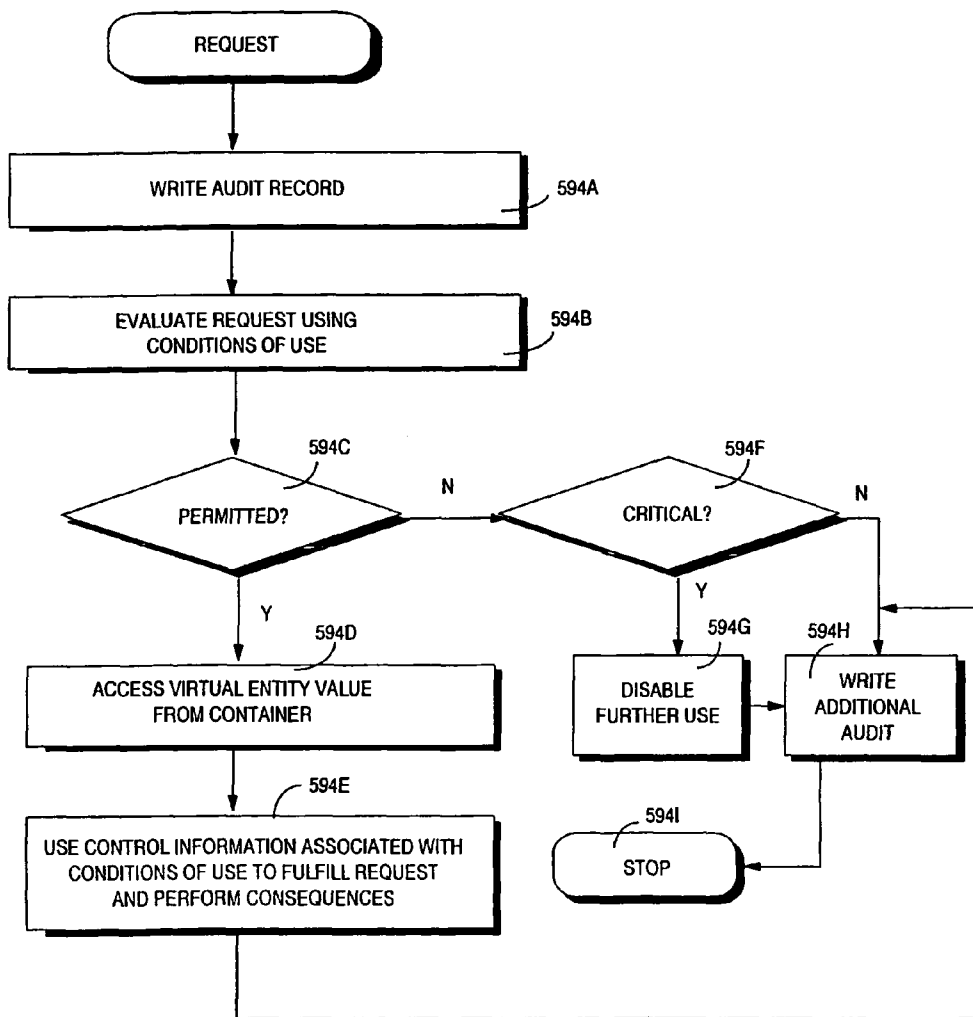 REQUEST
WRITE AUDIT RECORD
594A
EVALUATE REQUEST USING
CONDITIONS OF USE
594B
594C
PERMITTED?
N
594F
CRITICAL?
N
Y
Y
594D
ACCESS VIRTUAL ENTITY VALUE
FROM CONTAINER
594G
DISABLE
FURTHER USE
594H
WRITE
ADDITIONAL
AUDIT
594E
USE CONTROL INFORMATION ASSOCIATED WITH
CONDITIONS OF USE TO FULFILL REQUEST
AND PERFORM CONSEQUENCES
594I
STOP